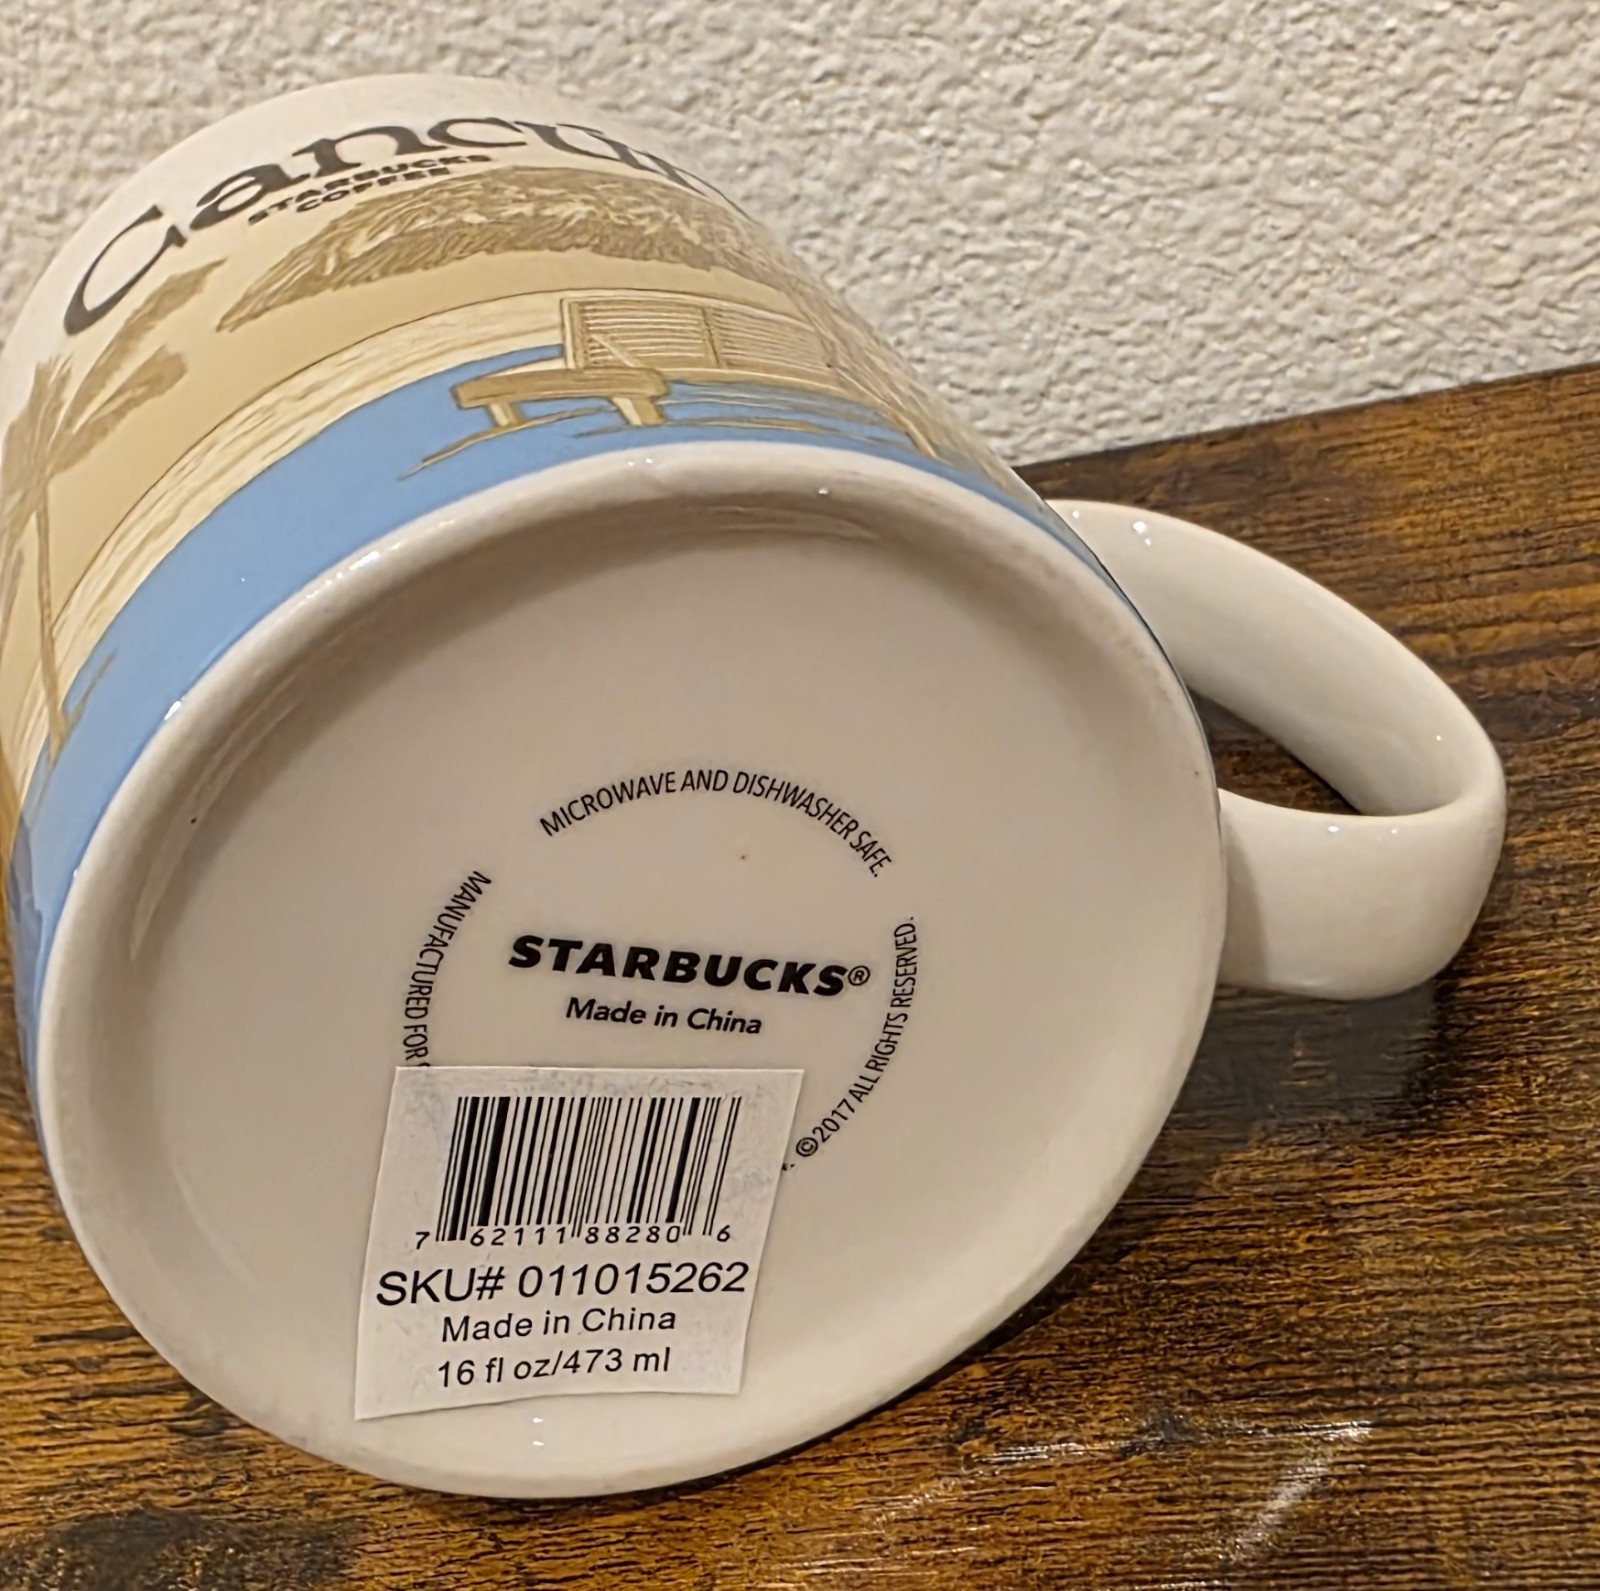 Cancun
STARBUCKS
COFFEE
MICROWAVE AND DISHWASHER SAFE.
MANUFACTURED FOR
©2017 ALL RIGHTS RESERVED.
STARBUCKS®
Made in China
7 62111 88280 6
SKU# 011015262
Made in China
16 fl oz/473 ml